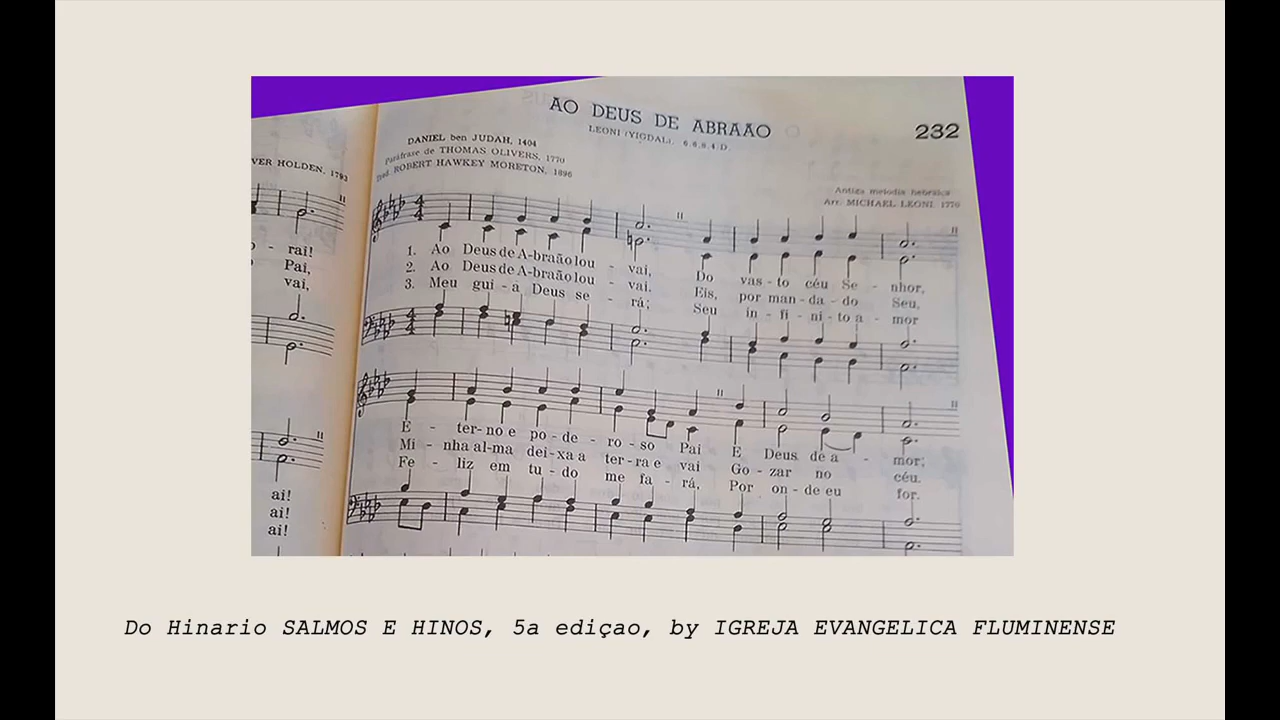 AO DEUS DE ABRAÃO
232
LEONI (YIGDAL). 6.6.8.4.D.
DANIEL ben JUDAH, 1404
Paráfrase de THOMAS OLIVERS, 1770
Trad. ROBERT HAWKEY MORETON, 1896
VER HOLDEN, 1793
Antiga melodia hebraica
Arr. MICHAEL LEONI, 1770
- rai!
Pai,
vai,
1. Ao Deus de A-braão lou - vai, Do vas - to céu Se - nhor,
2. Ao Deus de A-braão lou - vai. Eis, por man - da - do Seu,
3. Meu gui - a Deus se - rá; Seu in - fi - ni - to a - mor
E - ter- no e po - de - ro - so Pai E Deus de a - mor;
Mi - nha al-ma dei - xa a ter - ra e vai Go - zar no céu.
Fe - liz em tu - do me fa - rá, Por on - de eu for.
ai!
ai!
ai!
Do Hinario SALMOS E HINOS, 5a ediçao, by IGREJA EVANGELICA FLUMINENSE